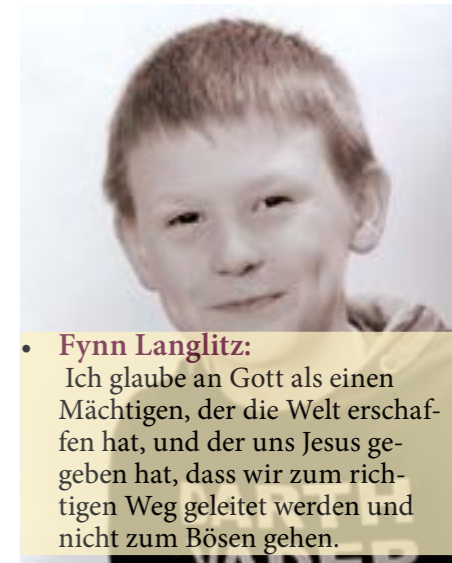 • Fynn Langlitz:
Ich glaube an Gott als einen
Mächtigen, der die Welt erschaf-
fen hat, und der uns Jesus ge-
geben hat, dass wir zum rich-
tigen Weg geleitet werden und
nicht zum Bösen gehen.
VADER